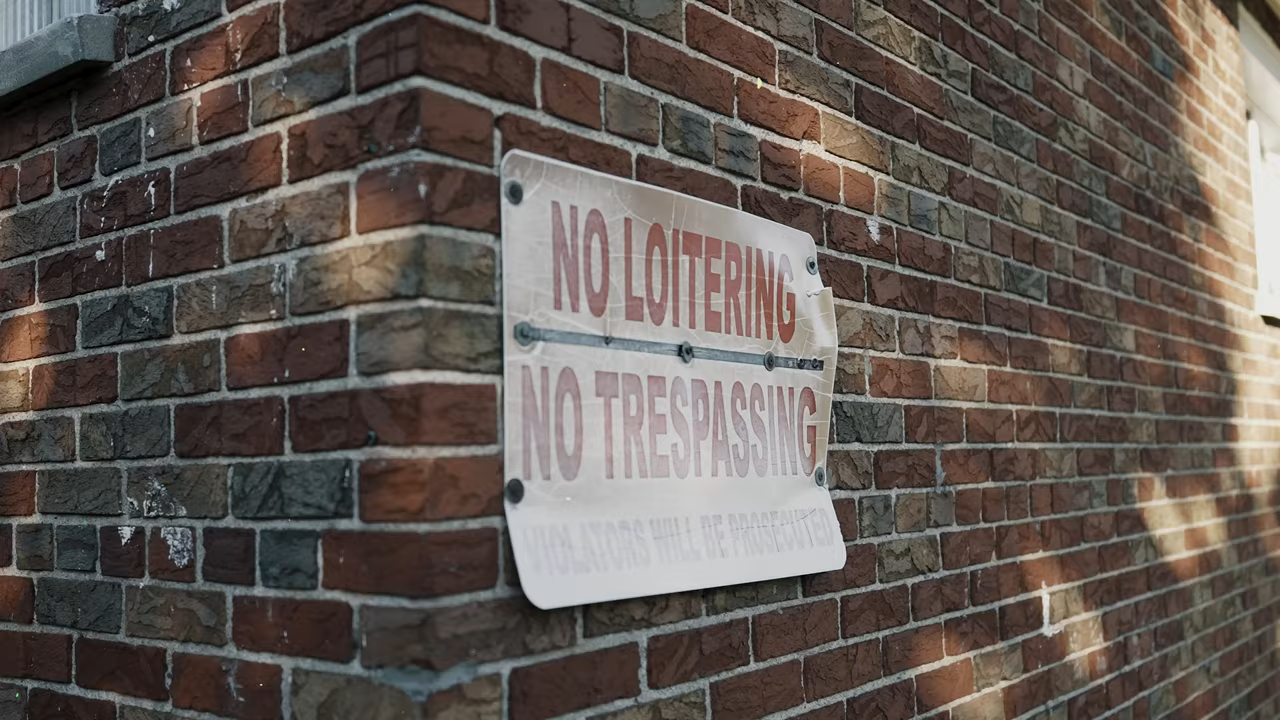 NO LOITERING
NO TRESPASSING
VIOLATORS WILL BE PROSECUTED